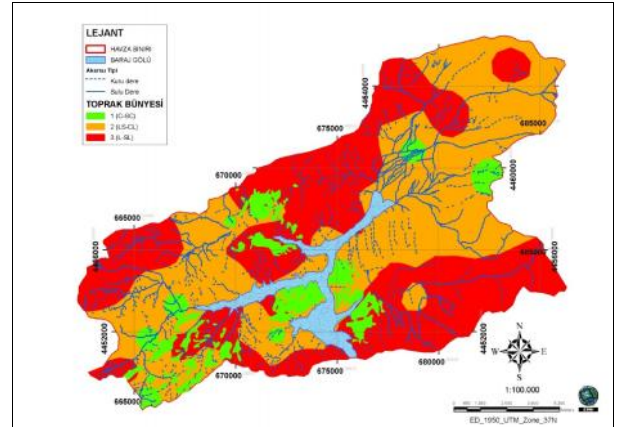 LEJANT
HAVZA SINIRI
BARAJ GÖLÜ
Akarsu Tipi
Kuru dere
Sulu Dere
TOPRAK BÜNYESİ
1 (C-SC)
2 (LS-CL)
3 (L-SL)
4464000
675000
685000
670000
4460000
665000
4456000
685000
4456000
4452000
4452000
680000
675000
670000
665000
N
W
E
S
1:100.000
ED_1950_UTM_Zone_37N